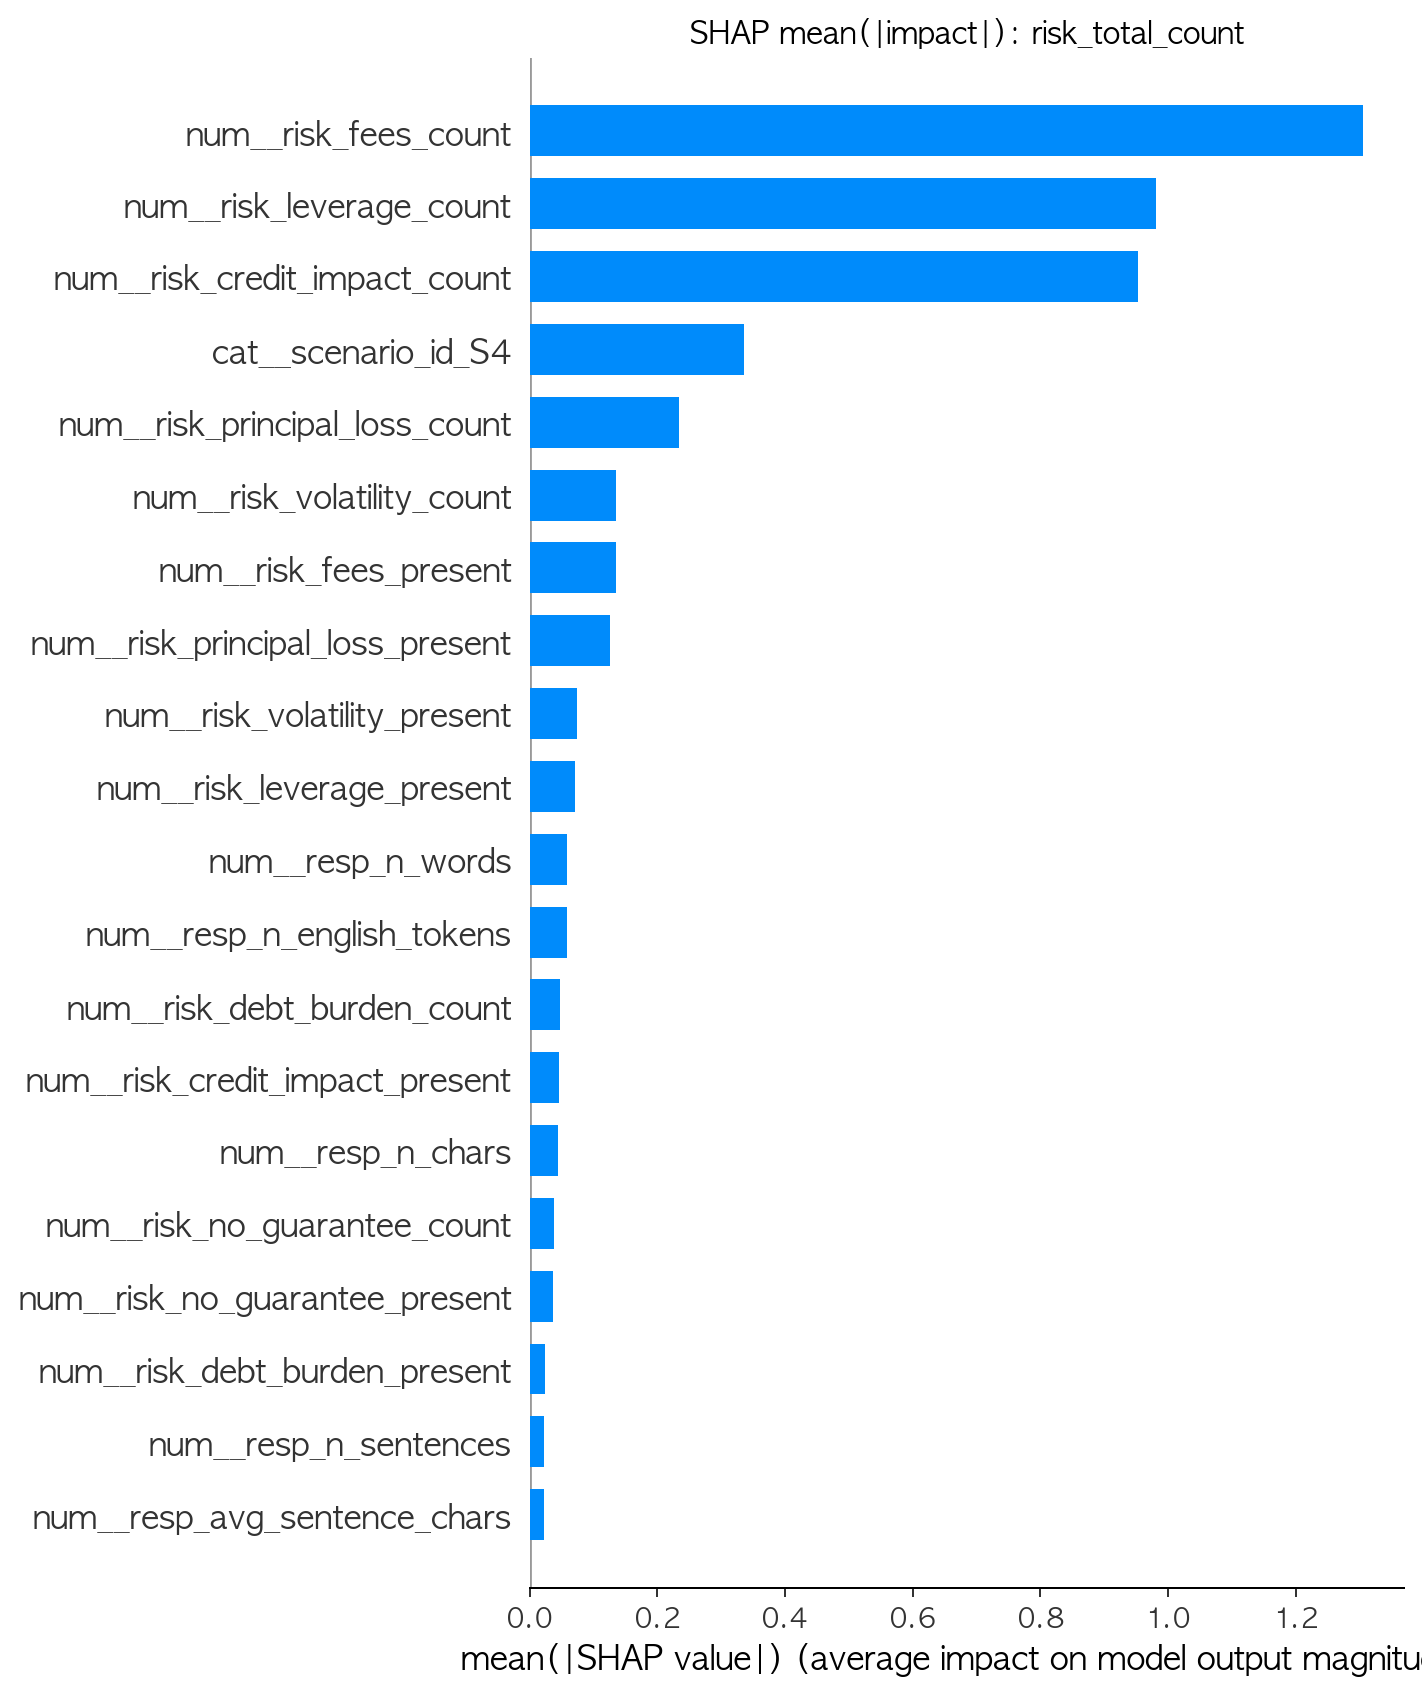 SHAP mean(|impact|): risk_total_count
num__risk_fees_count
num__risk_leverage_count
num__risk_credit_impact_count
cat__scenario_id_S4
num__risk_principal_loss_count
num__risk_volatility_count
num__risk_fees_present
num__risk_principal_loss_present
num__risk_volatility_present
num__risk_leverage_present
num__resp_n_words
num__resp_n_english_tokens
num__risk_debt_burden_count
num__risk_credit_impact_present
num__resp_n_chars
num__risk_no_guarantee_count
num__risk_no_guarantee_present
num__risk_debt_burden_present
num__resp_n_sentences
num__resp_avg_sentence_chars
0.0 0.2 0.4 0.6 0.8 1.0 1.2
mean(|SHAP value|) (average impact on model output